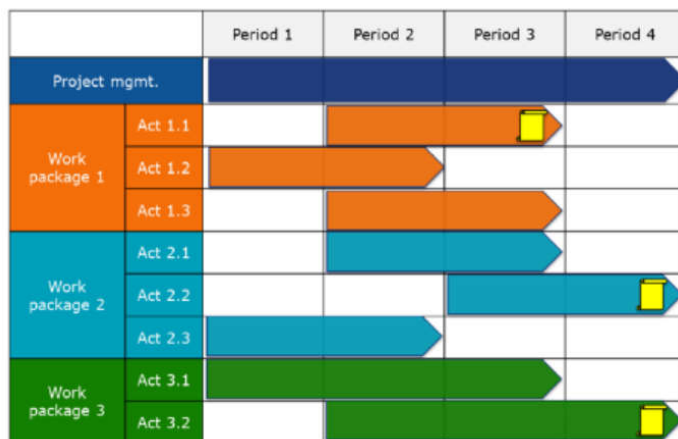 Period 1 Period 2 Period 3 Period 4
Project mgmt.
Work
package 1
Act 1.1
Act 1.2
Act 1.3
Work
package 2
Act 2.1
Act 2.2
Act 2.3
Work
package 3
Act 3.1
Act 3.2